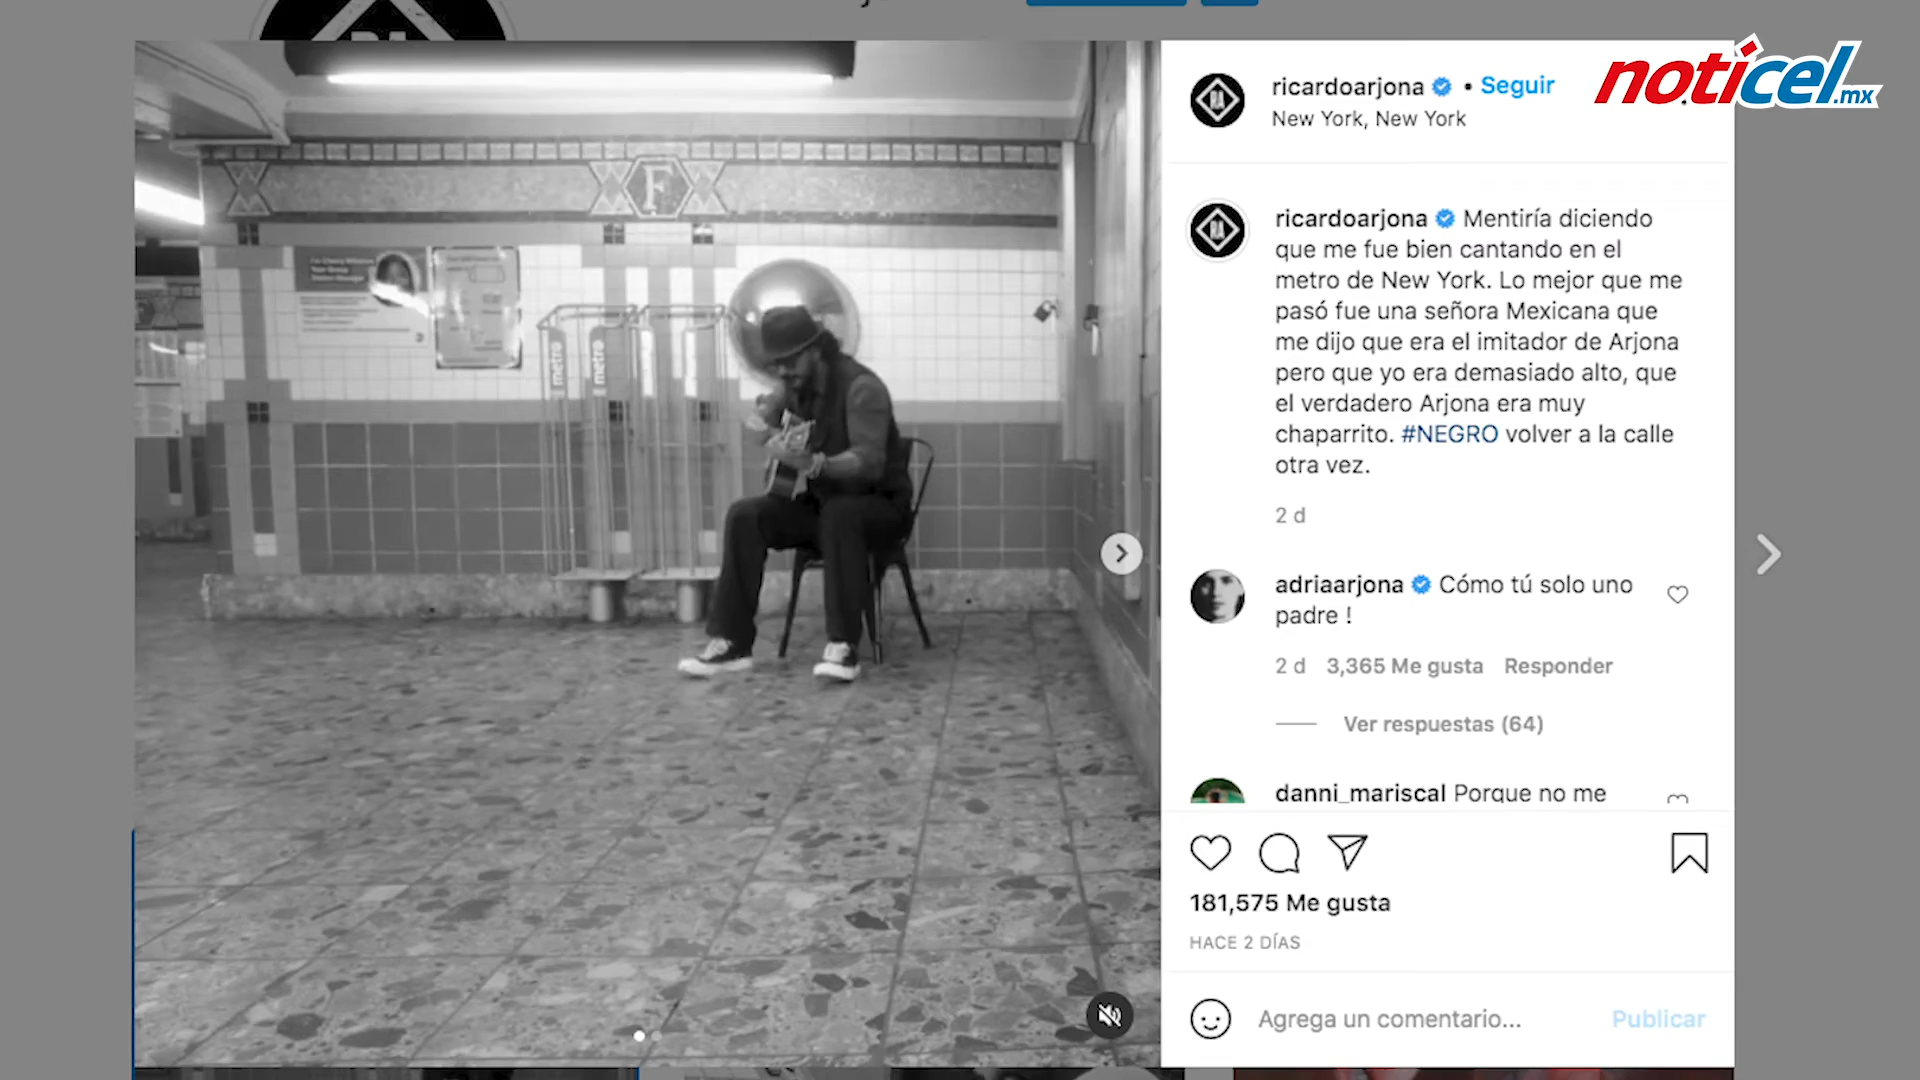 noticel.mx
RA
ricardoarjona • Seguir
New York, New York
RA
ricardoarjona Mentiría diciendo
que me fue bien cantando en el
metro de New York. Lo mejor que me
pasó fue una señora Mexicana que
me dijo que era el imitador de Arjona
pero que yo era demasiado alto, que
el verdadero Arjona era muy
chaparrito. #NEGRO volver a la calle
otra vez.
2 d
adriaarjona Cómo tú solo uno
padre !
2 d 3,365 Me gusta Responder
Ver respuestas (64)
danni_mariscal Porque no me
181,575 Me gusta
HACE 2 DÍAS
Agrega un comentario... Publicar
F
metro
metro